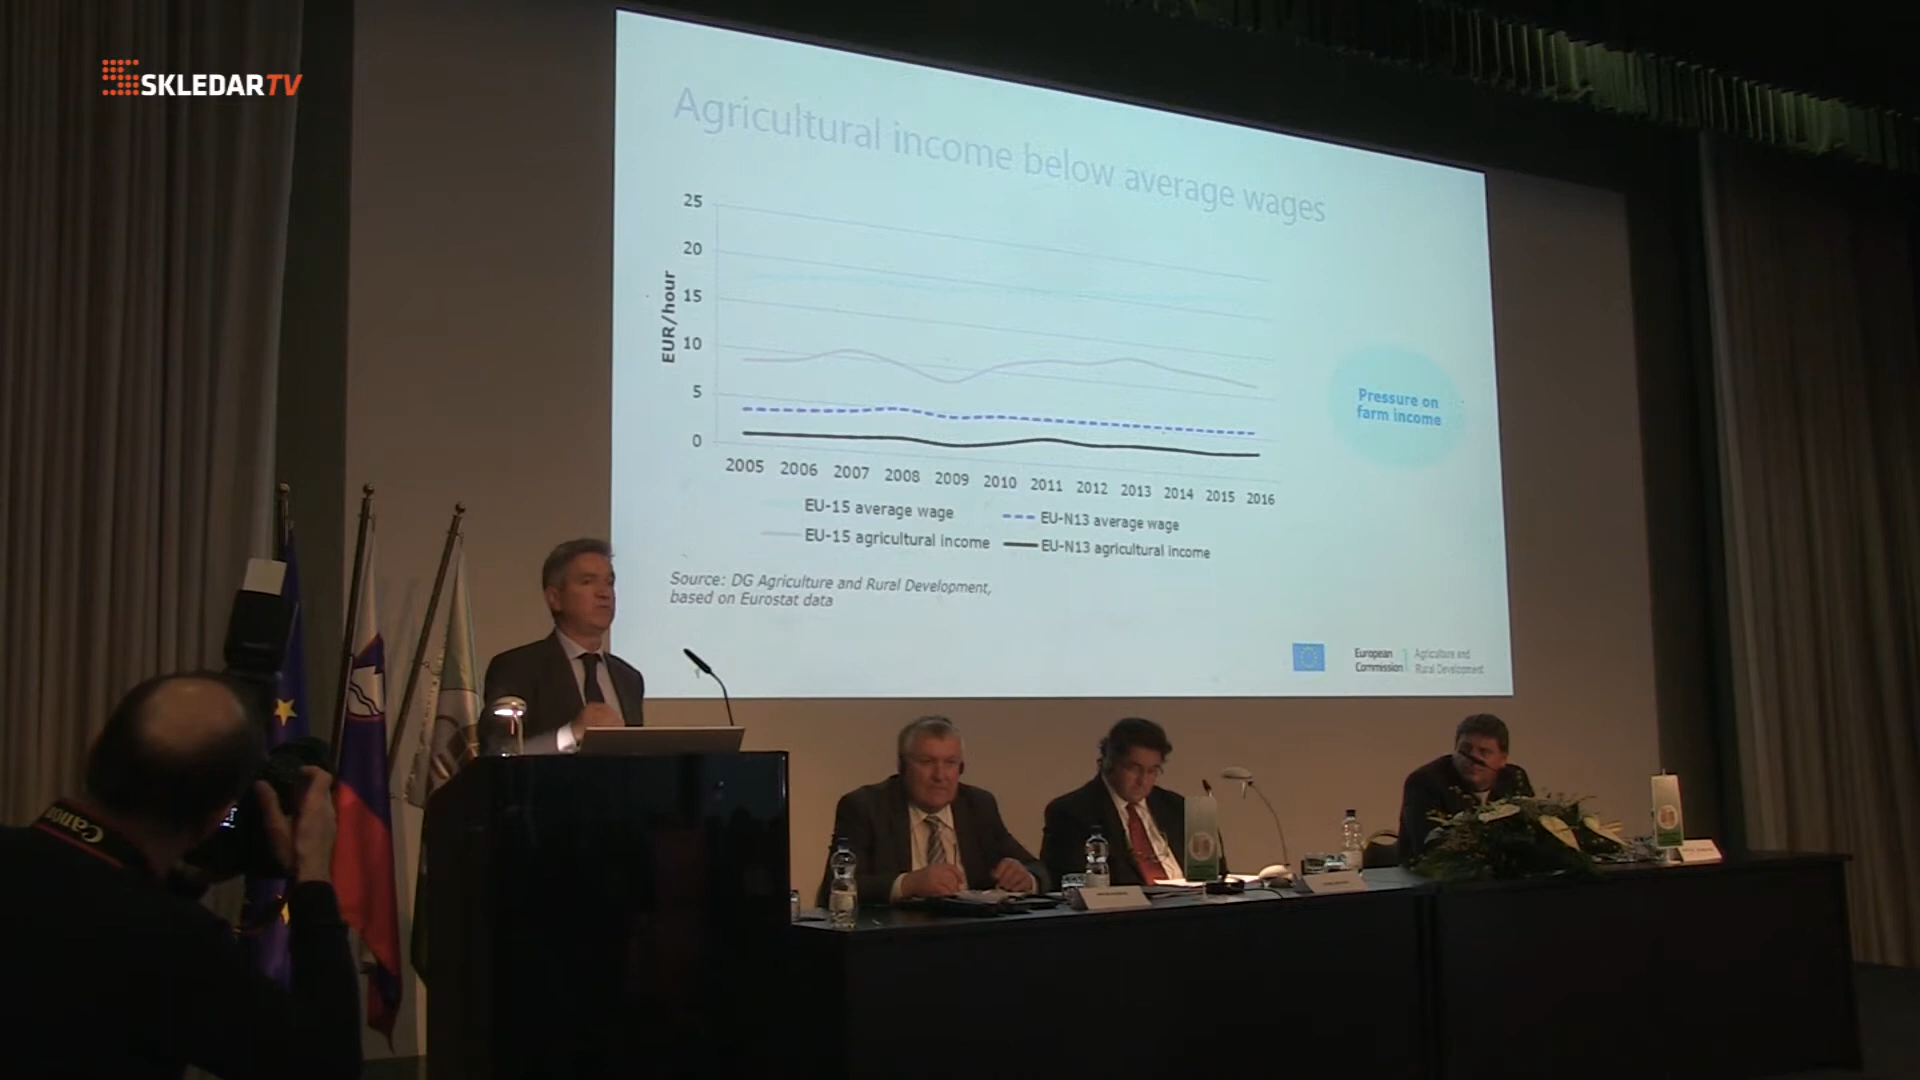 SKLEDARTV
Agricultural income below average wages
25
20
15
10
5
0
EUR/hour
2005 2006 2007 2008 2009 2010 2011 2012 2013 2014 2015 2016
EU-15 average wage
EU-N13 average wage
EU-15 agricultural income
EU-N13 agricultural income
Pressure on
farm income
Source: DG Agriculture and Rural Development,
based on Eurostat data
European
Commission
Agriculture and
Rural Development
Canon